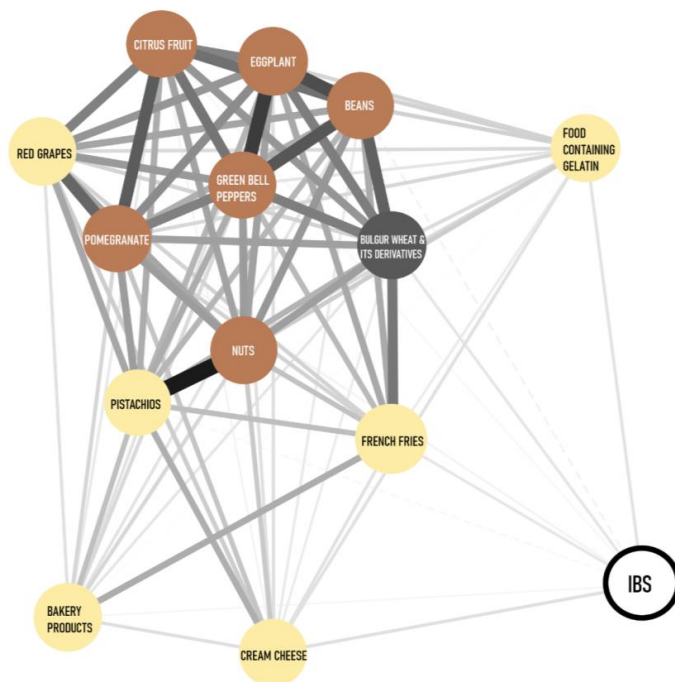 CITRUS FRUIT
EGGPLANT
BEANS
RED GRAPES
FOOD
CONTAINING
GELATIN
GREEN BELL
PEPPERS
POMEGRANATE
BULGUR WHEAT &
ITS DERIVATIVES
NUTS
PISTACHIOS
FRENCH FRIES
IBS
BAKERY
PRODUCTS
CREAM CHEESE